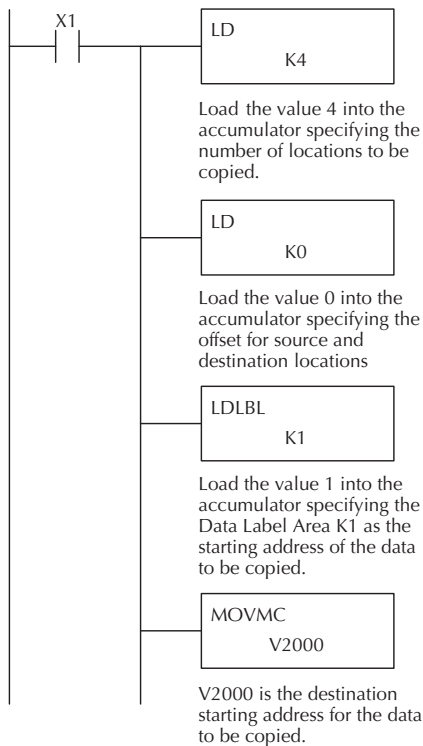 X1
LD
K4
Load the value 4 into the
accumulator specifying the
number of locations to be
copied.
LD
K0
Load the value 0 into the
accumulator specifying the
offset for source and
destination locations
LDLBL
K1
Load the value 1 into the
accumulator specifying the
Data Label Area K1 as the
starting address of the data
to be copied.
MOVMC
V2000
V2000 is the destination
starting address for the data
to be copied.